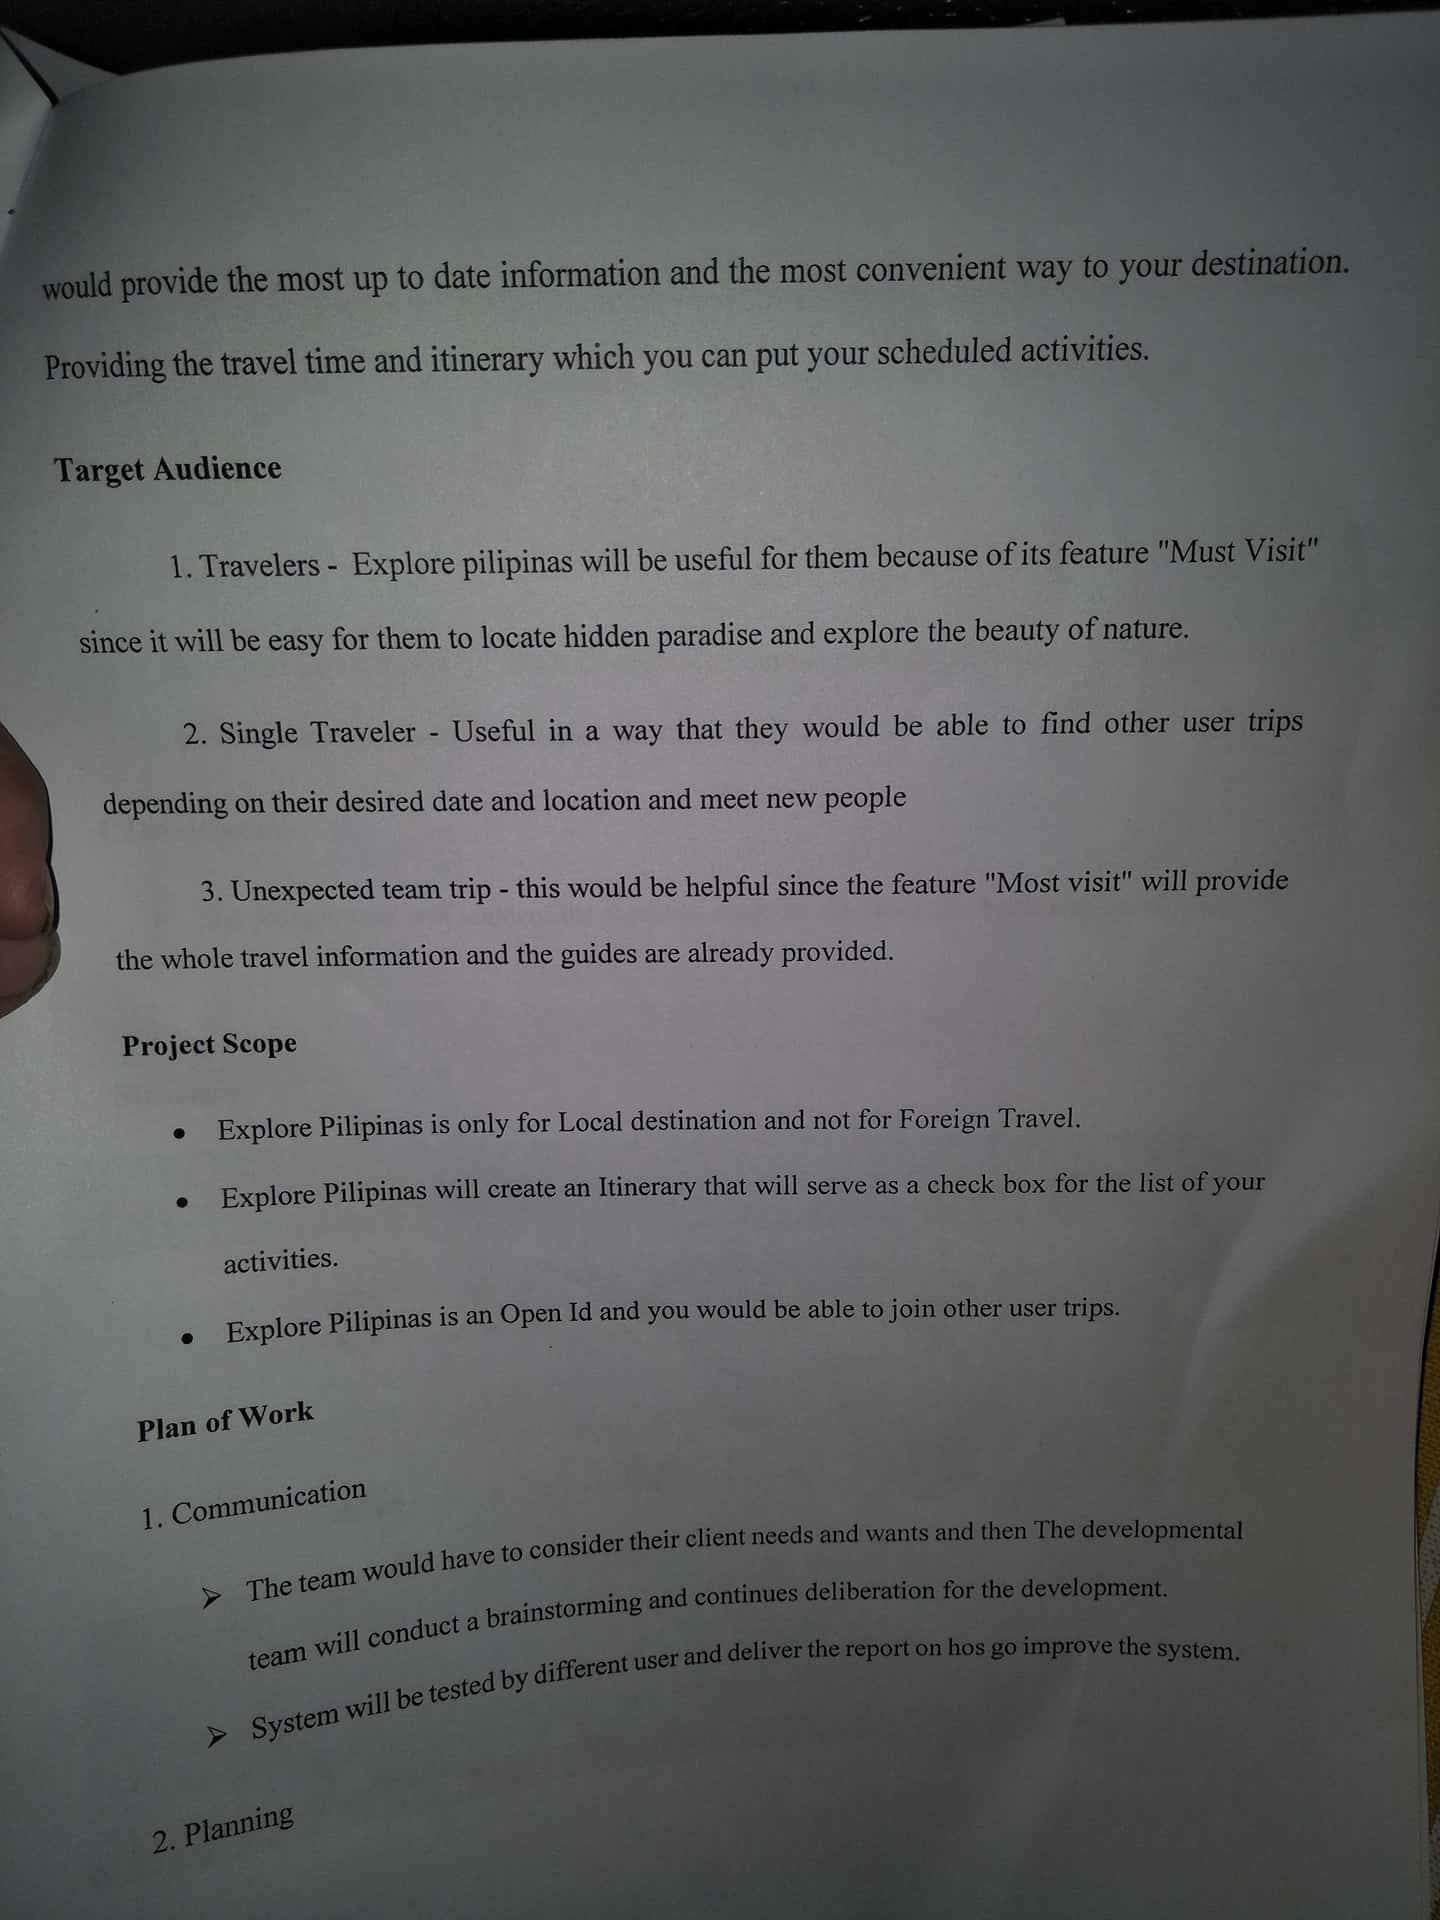 would provide the most up to date information and the most convenient way to your destination.
Providing the travel time and itinerary which you can put your scheduled activities.
Target Audience
1. Travelers - Explore pilipinas will be useful for them because of its feature "Must Visit"
since it will be easy for them to locate hidden paradise and explore the beauty of nature.
2. Single Traveler - Useful in a way that they would be able to find other user trips
depending on their desired date and location and meet new people
3. Unexpected team trip - this would be helpful since the feature "Most visit" will provide
the whole travel information and the guides are already provided.
Project Scope
• Explore Pilipinas is only for Local destination and not for Foreign Travel.
• Explore Pilipinas will create an Itinerary that will serve as a check box for the list of your
activities.
• Explore Pilipinas is an Open Id and you would be able to join other user trips.
Plan of Work
1. Communication
➢ The team would have to consider their client needs and wants and then The developmental
team will conduct a brainstorming and continues deliberation for the development.
➢ System will be tested by different user and deliver the report on hos go improve the system.
2. Planning